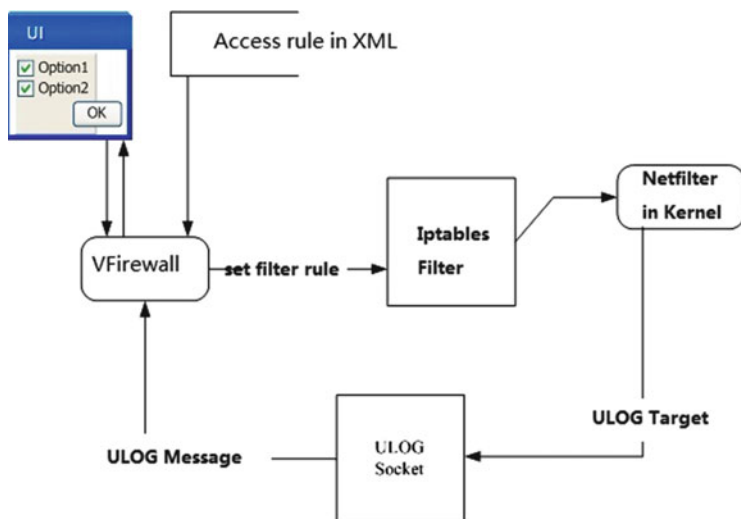 UI
Option1
Option2
OK
Access rule in XML
VFirewall
set filter rule
Iptables
Filter
Netfilter
in Kernel
ULOG Target
ULOG
Socket
ULOG Message